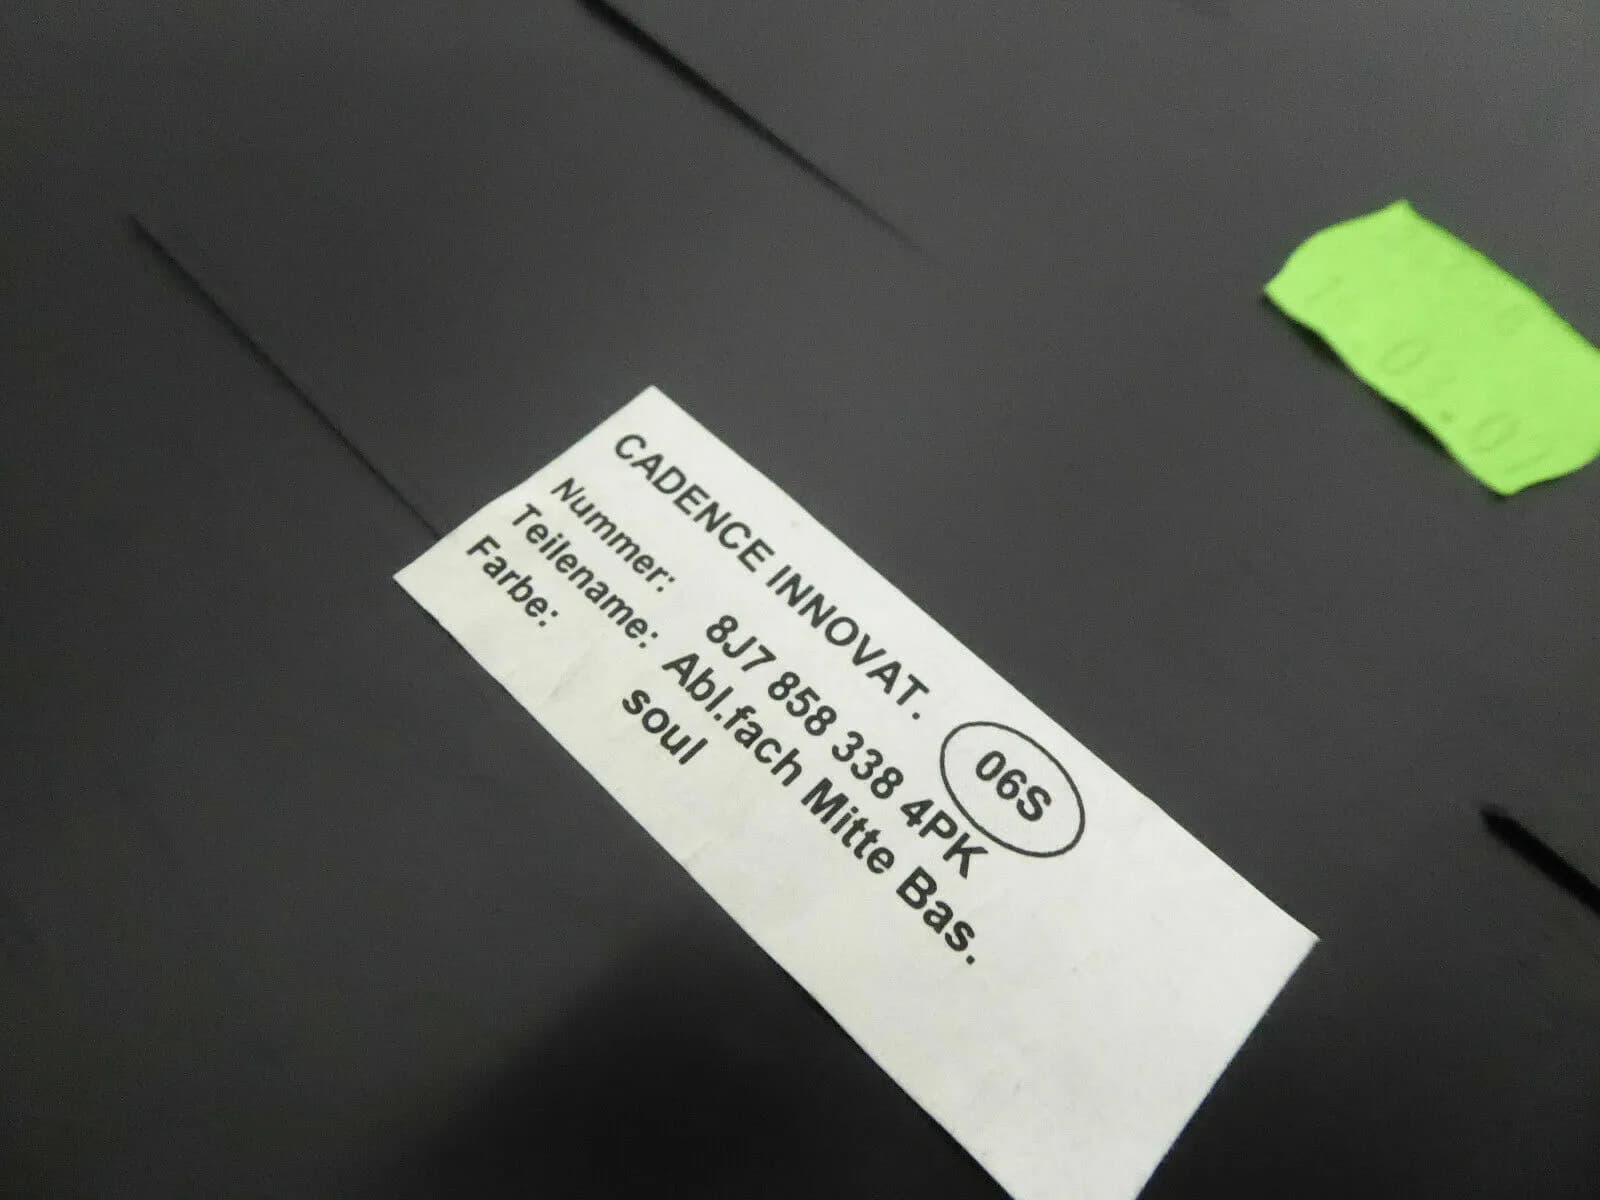 CADENCE INNOVAT.
06S
Nummer: 8J7 858 338 4PK
Teilename: Abl.fach Mitte Bas.
Farbe: soul